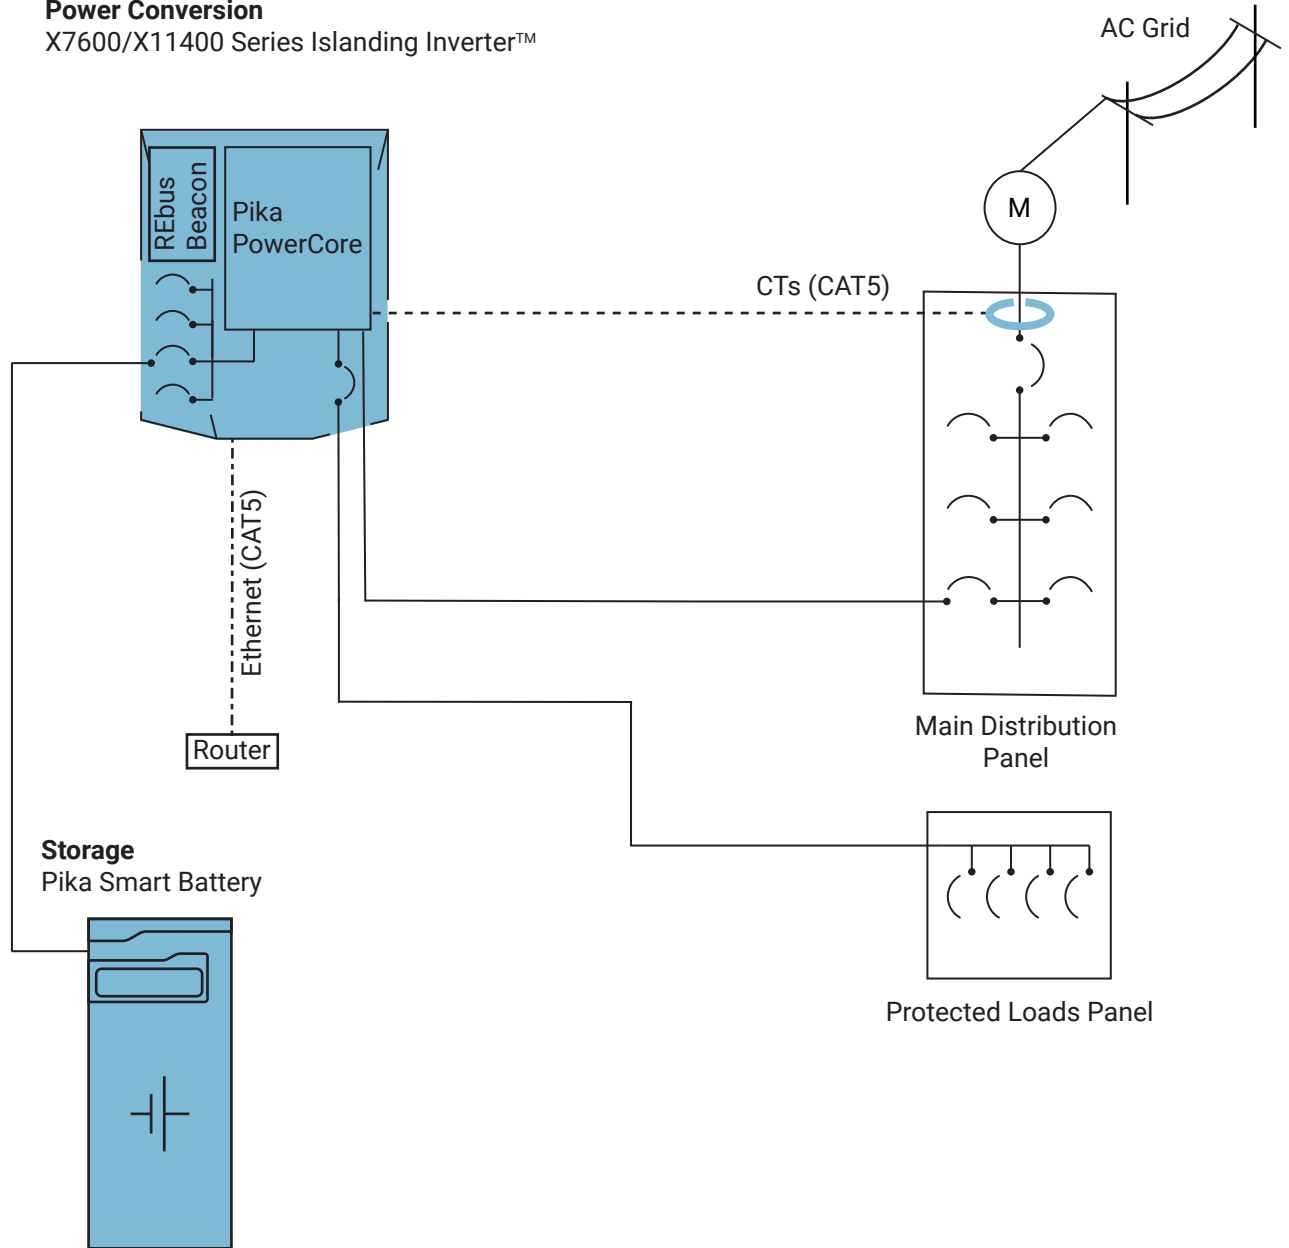 Power Conversion
X7600/X11400 Series Islanding Inverter™
AC Grid
REbus
Beacon
Pika
PowerCore
M
CTs (CAT5)
Ethernet (CAT5)
Router
Main Distribution
Panel
Storage
Pika Smart Battery
Protected Loads Panel